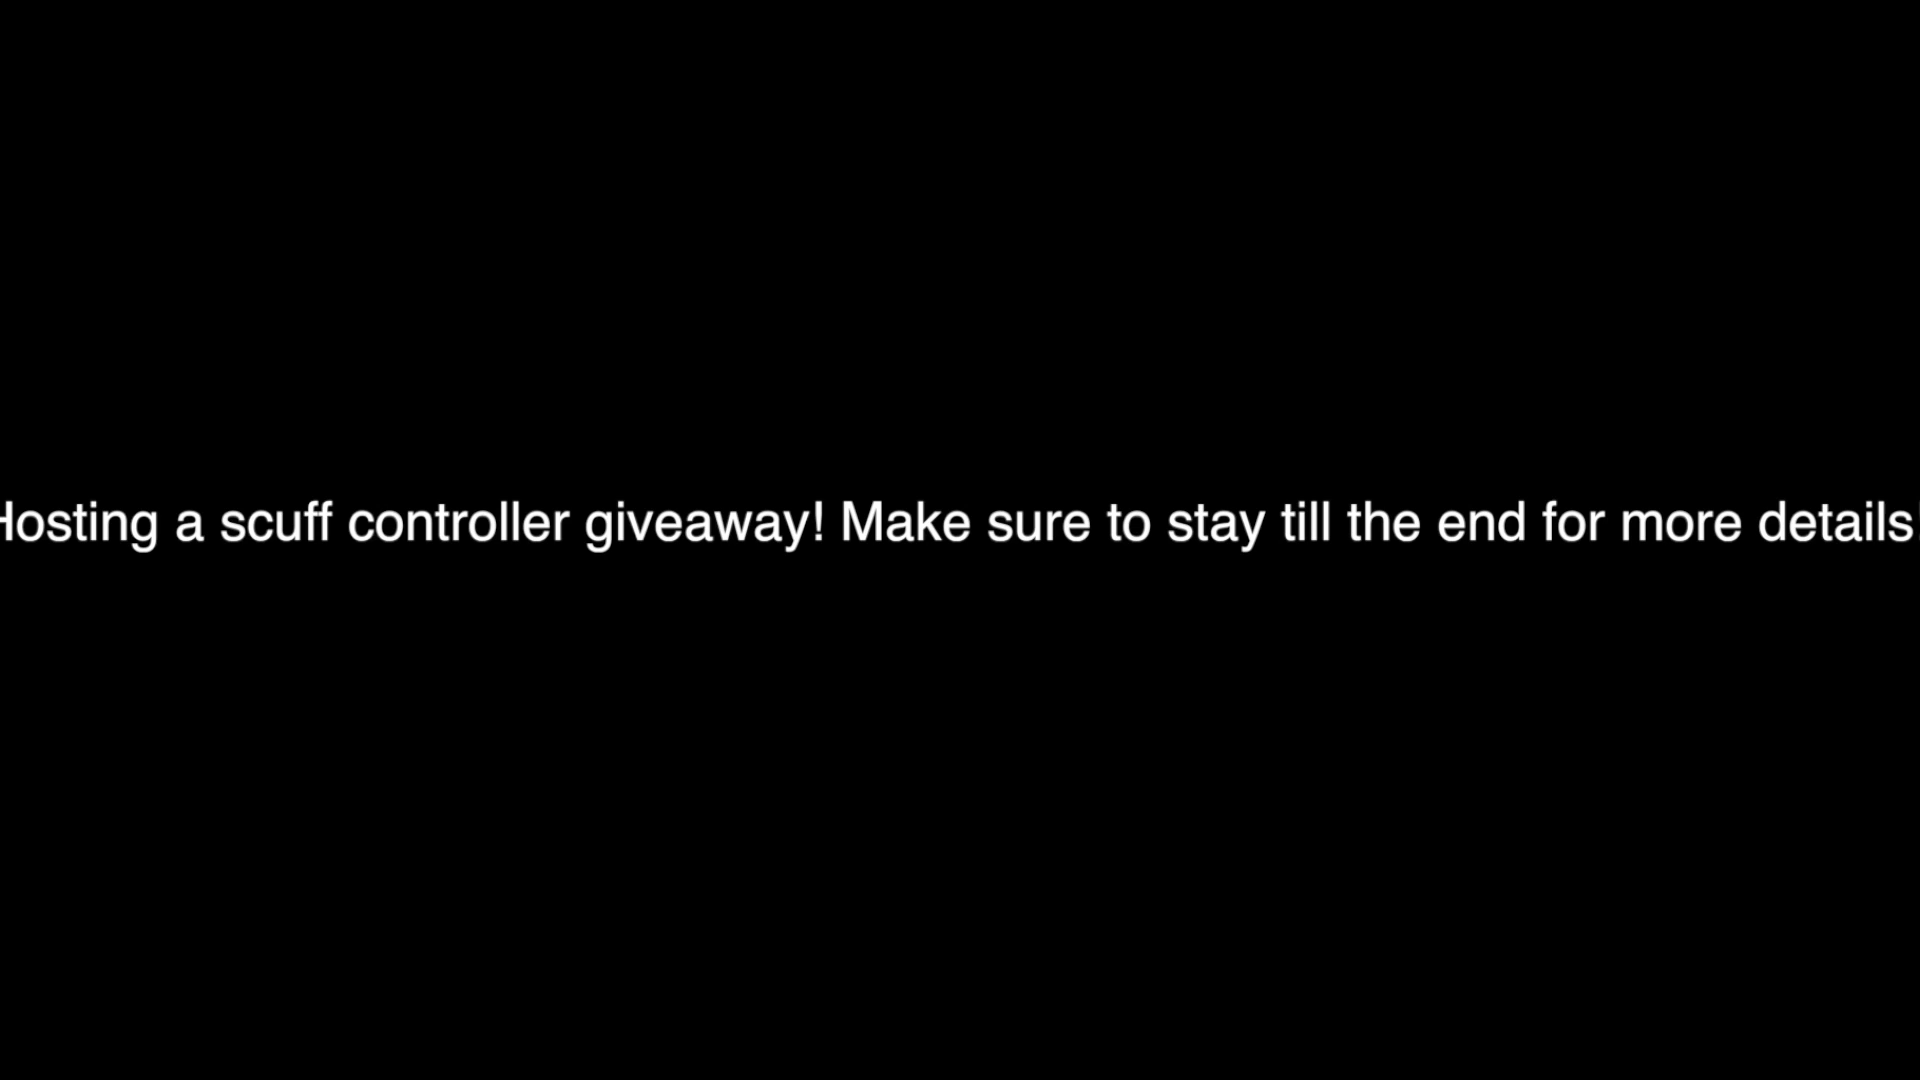 Hosting a scuff controller giveaway! Make sure to stay till the end for more details.